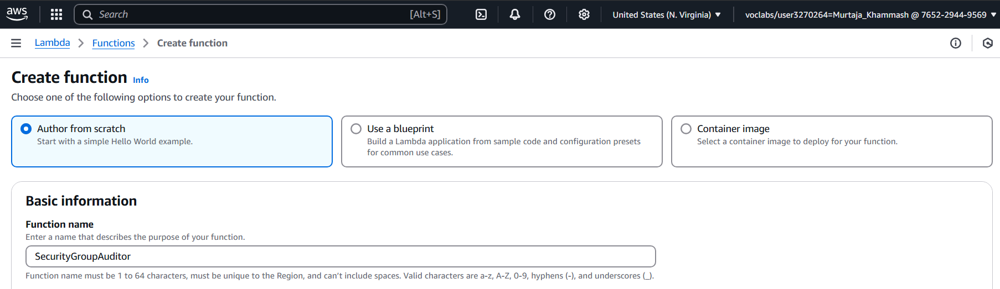 aws
Search [Alt+S] United States (N. Virginia) voclabs/user3270264=Murtaja_Khammash @ 7652-2944-9569
Lambda Functions Create function
Create function Info
Choose one of the following options to create your function.
Author from scratch
Start with a simple Hello World example.
Use a blueprint
Build a Lambda application from sample code and configuration presets
for common use cases.
Container image
Select a container image to deploy for your function.
Basic information
Function name
Enter a name that describes the purpose of your function.
SecurityGroupAuditor
Function name must be 1 to 64 characters, must be unique to the Region, and can’t include spaces. Valid characters are a-z, A-Z, 0-9, hyphens (-), and underscores (_).